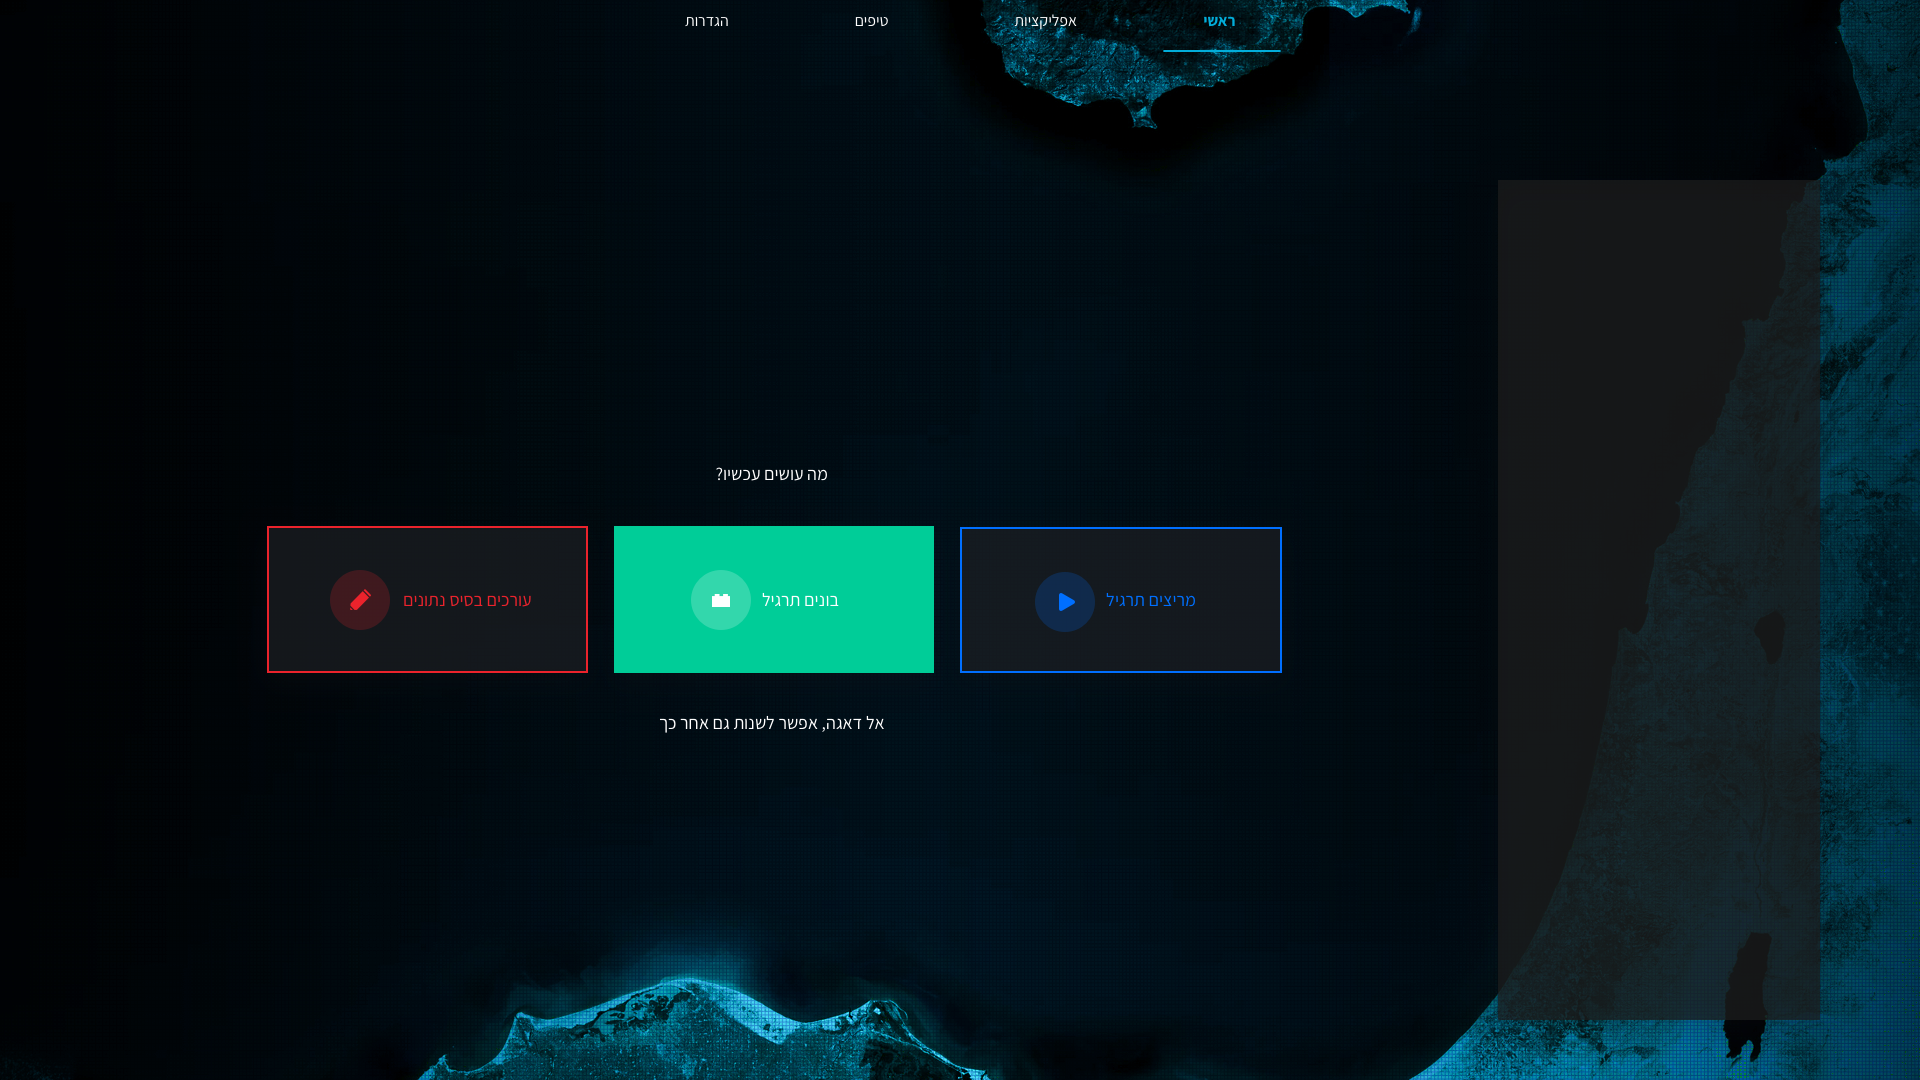 ראשי
אפליקציות
טיפים
הגדרות
מה עושים עכשיו?
מריצים תרגיל
בונים תרגיל
עורכים בסיס נתונים
אל דאגה, אפשר לשנות גם אחר כך